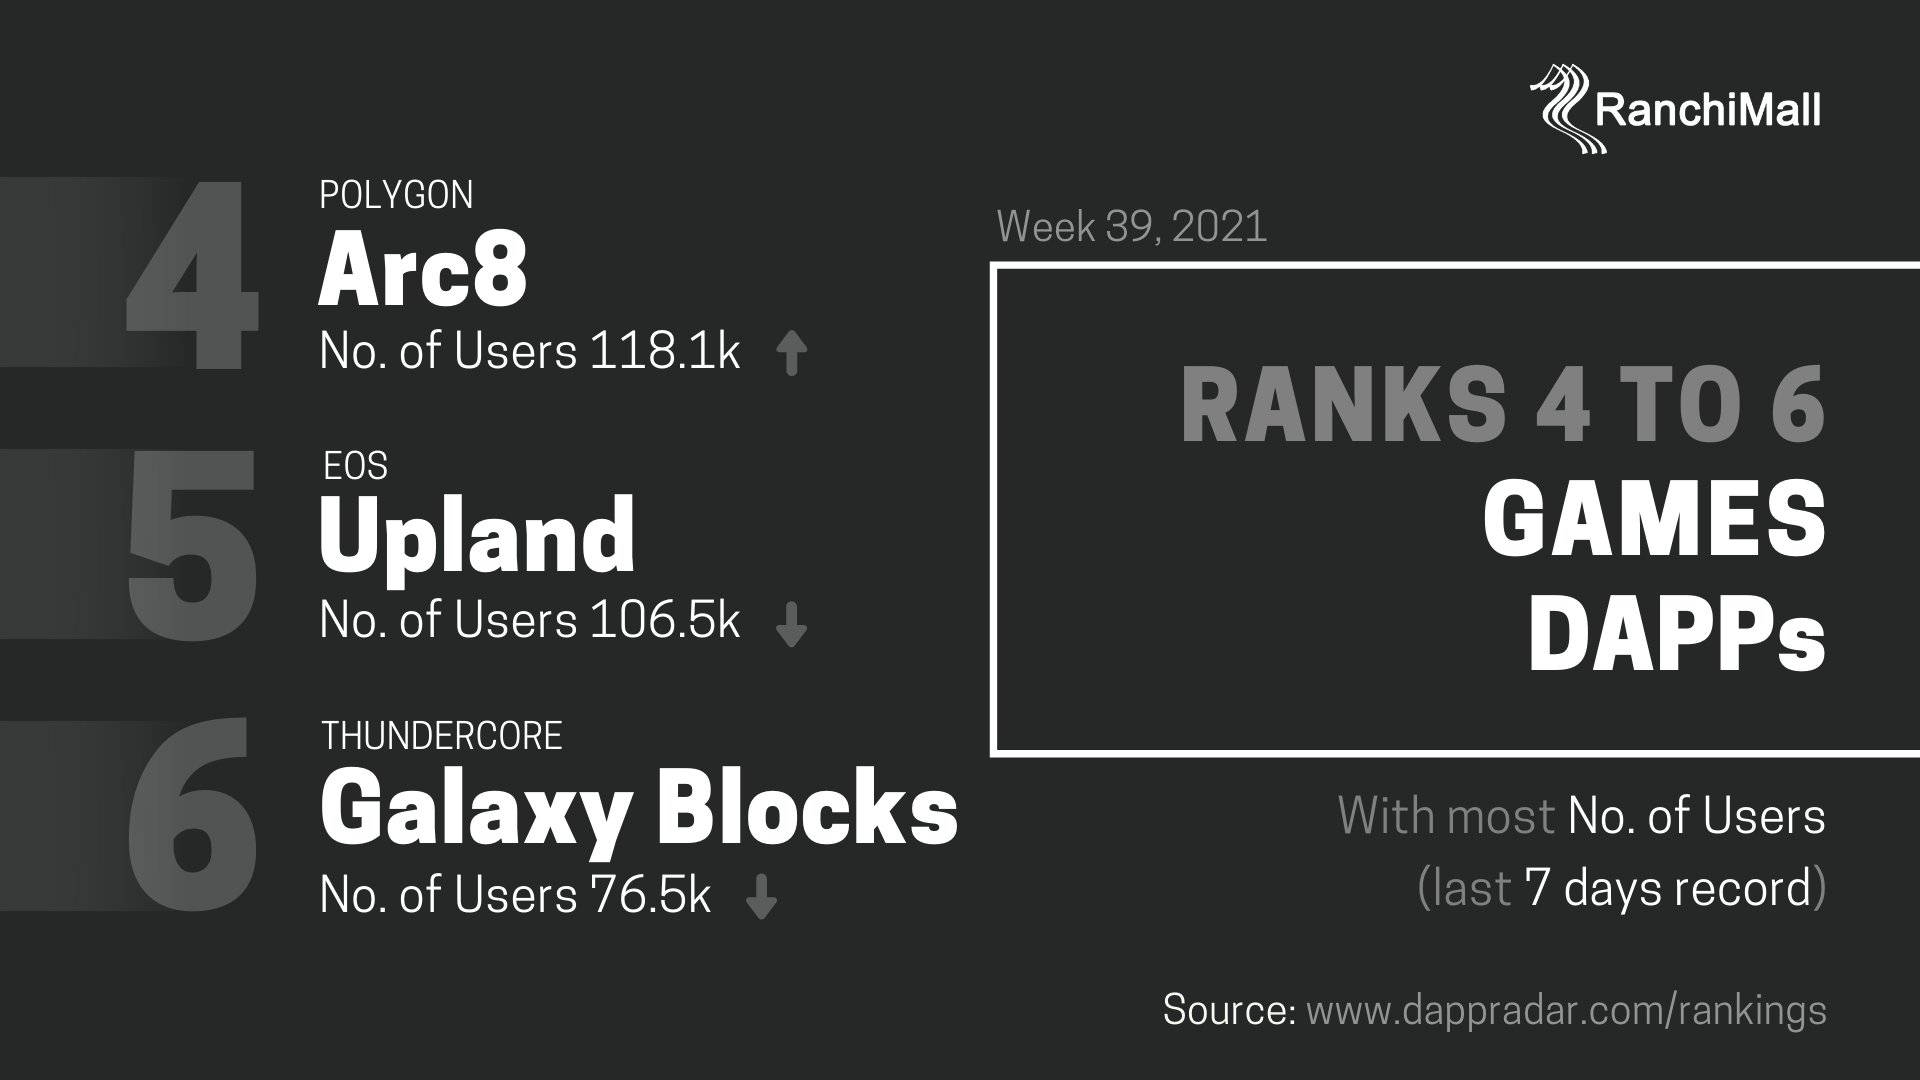 RanchiMall
4
POLYGON
Arc8
No. of Users 118.1k
5
EOS
Upland
No. of Users 106.5k
6
THUNDERCORE
Galaxy Blocks
No. of Users 76.5k
Week 39, 2021
RANKS 4 TO 6
GAMES
DAPPs
With most No. of Users
(last 7 days record)
Source: www.dappradar.com/rankings